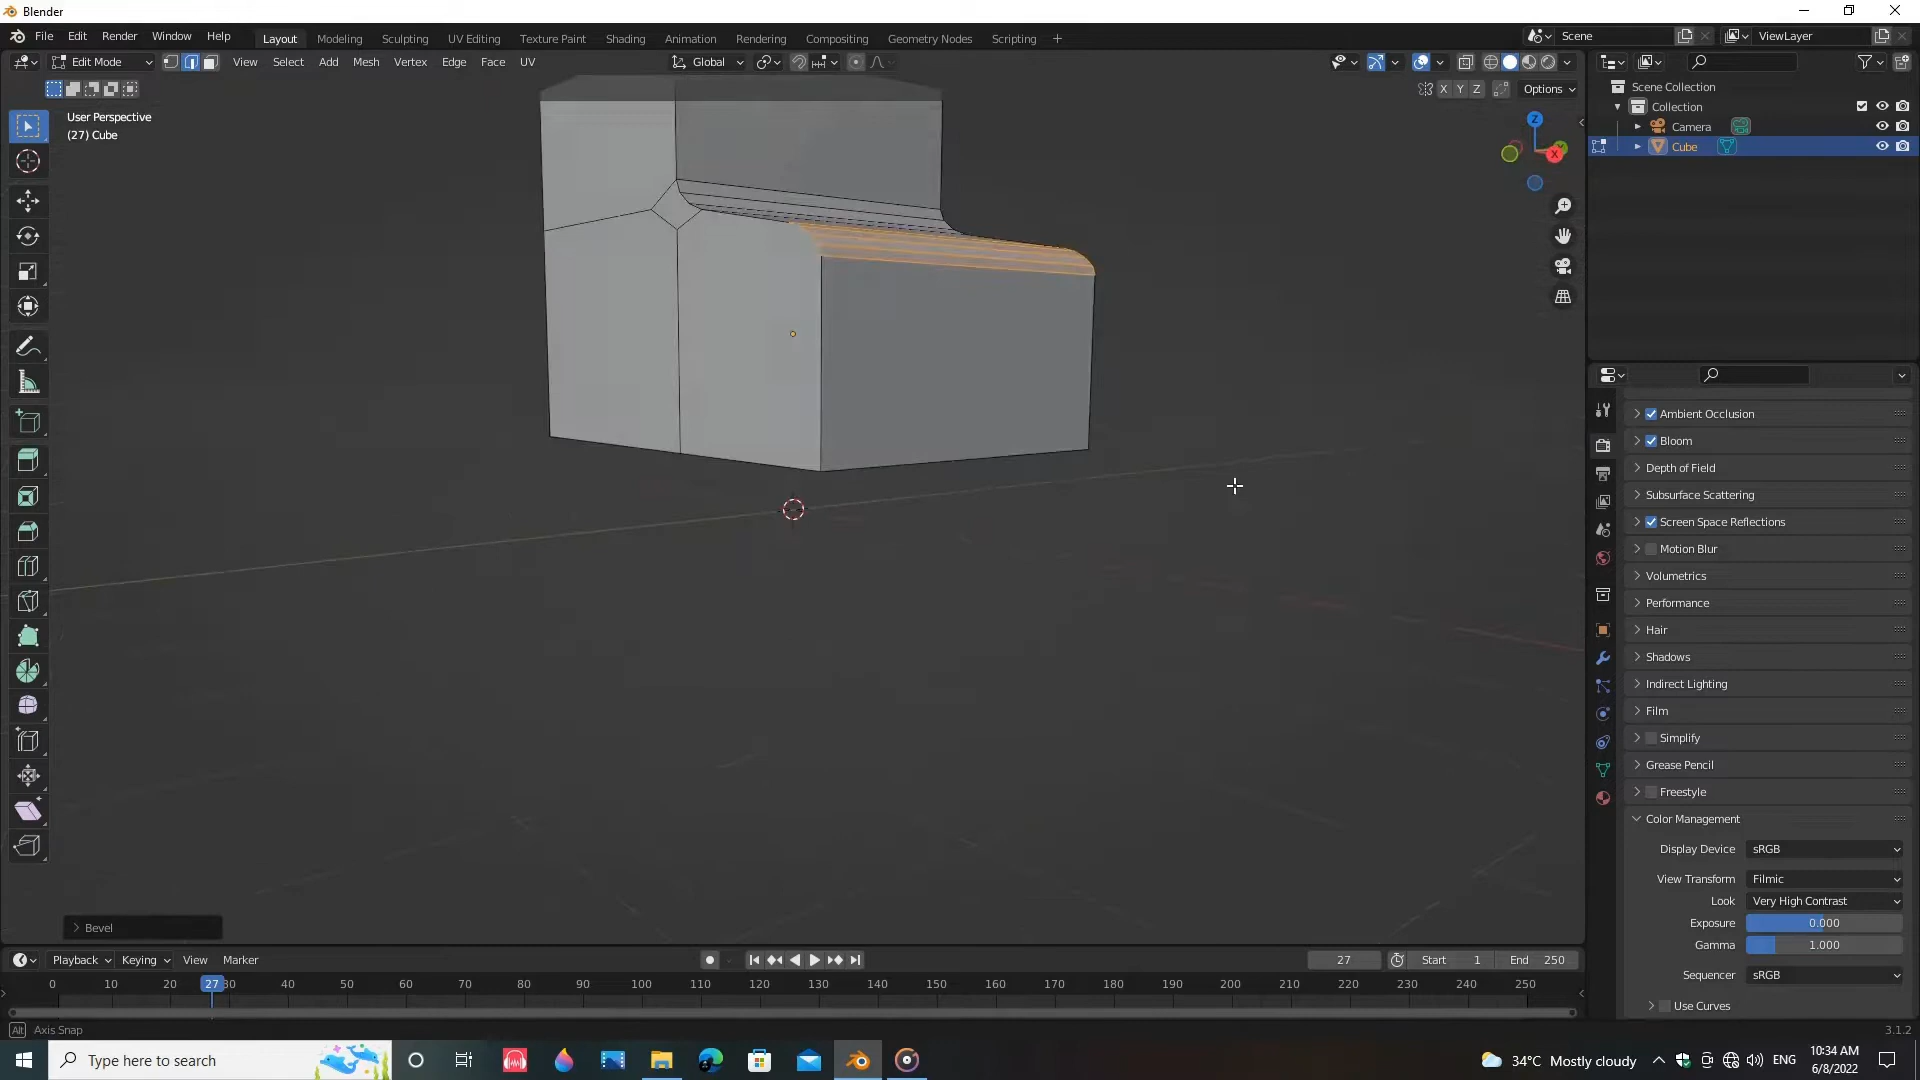 Blender
File Edit Render Window Help
Layout Modeling Sculpting UV Editing Texture Paint Shading Animation Rendering Compositing Geometry Nodes Scripting +
Scene
ViewLayer
Edit Mode
View Select Add Mesh Vertex Edge Face UV
Global
X Y Z
Options
User Perspective
(27) Cube
Z
X
Scene Collection
Collection
Camera
Cube
Ambient Occlusion
Bloom
Depth of Field
Subsurface Scattering
Screen Space Reflections
Motion Blur
Volumetrics
Performance
Hair
Shadows
Indirect Lighting
Film
Simplify
Grease Pencil
Freestyle
Color Management
Display Device sRGB
View Transform Filmic
Look Very High Contrast
Exposure 0.000
Gamma 1.000
Sequencer sRGB
Use Curves
Bevel
Playback Keying View Marker
27
Start 1 End 250
0 10 20 27 30 40 50 60 70 80 90 100 110 120 130 140 150 160 170 180 190 200 210 220 230 240 250
Alt Axis Snap
3.1.2
Type here to search
34°C Mostly cloudy
ENG
10:34 AM
6/8/2022